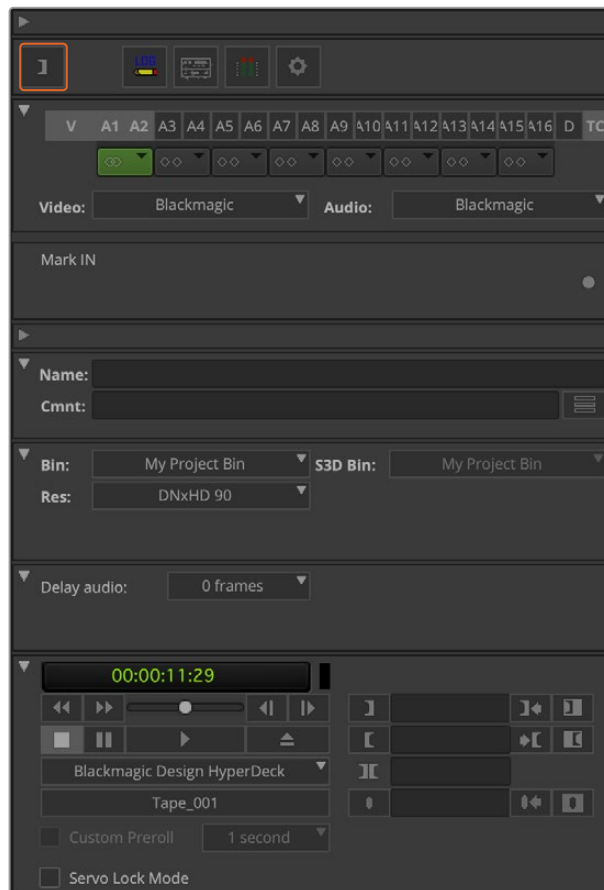 LOG
V A1 A2 A3 A4 A5 A6 A7 A8 A9 A10 A11 A12 A13 A14 A15 A16 D TC
Video: Blackmagic Audio: Blackmagic
Mark IN
Name:
Cmnt:
Bin: My Project Bin S3D Bin: My Project Bin
Res: DNxHD 90
Delay audio: 0 frames
00:00:11:29
Blackmagic Design HyperDeck
Tape_001
Custom Preroll 1 second
Servo Lock Mode